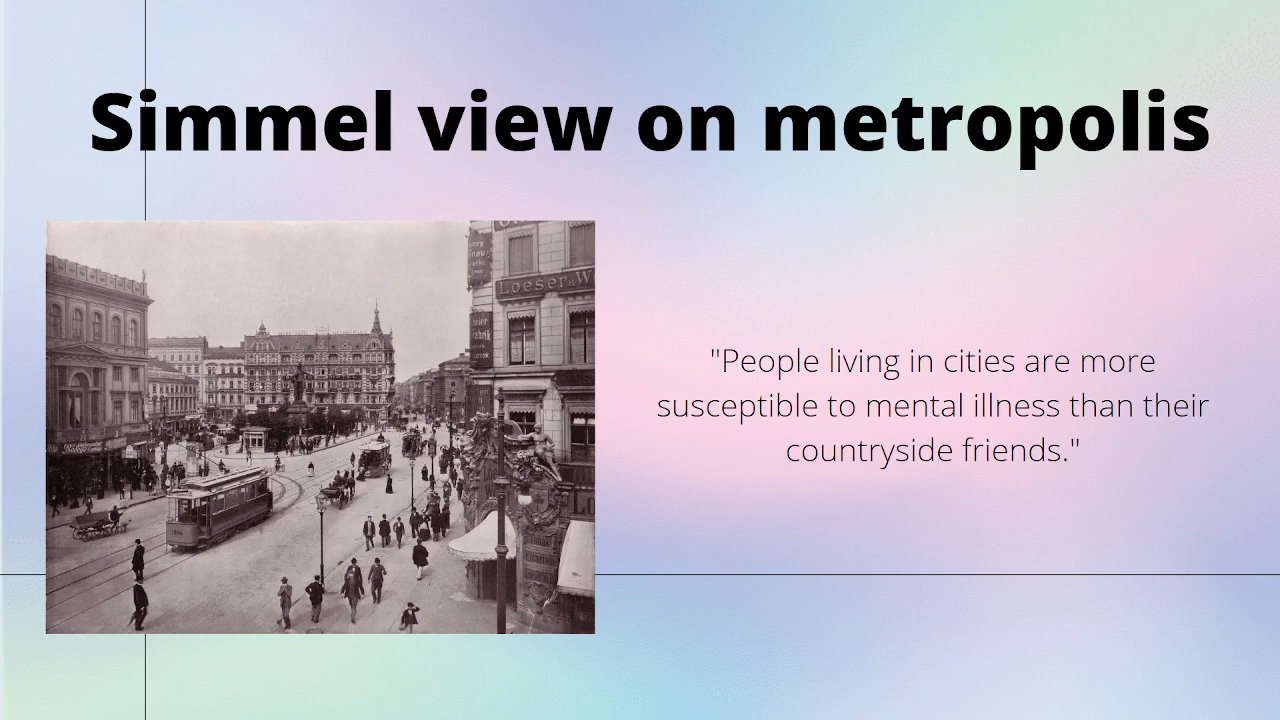 Simmel view on metropolis
Loeser & W
"People living in cities are more
susceptible to mental illness than their
countryside friends."